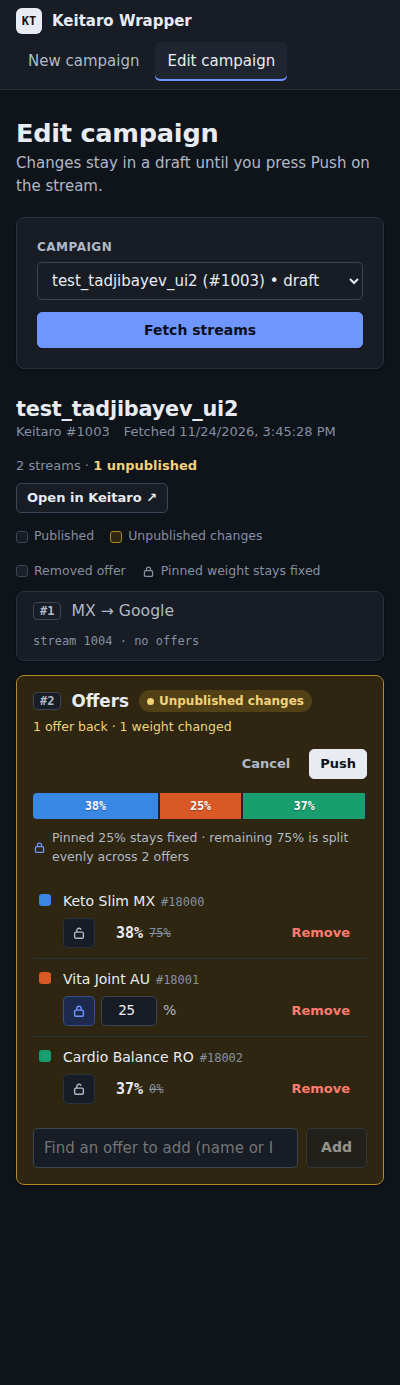 KT Keitaro Wrapper
New campaign Edit campaign
Edit campaign
Changes stay in a draft until you press Push on
the stream.
CAMPAIGN
test_tadjibayev_ui2 (#1003) • draft
Fetch streams
test_tadjibayev_ui2
Keitaro #1003 Fetched 11/24/2026, 3:45:28 PM
2 streams · 1 unpublished
Open in Keitaro ↗
Published Unpublished changes
Removed offer Pinned weight stays fixed
#1 MX → Google
stream 1004 · no offers
#2 Offers Unpublished changes
1 offer back · 1 weight changed
Cancel Push
38% 25% 37%
Pinned 25% stays fixed · remaining 75% is split
evenly across 2 offers
Keto Slim MX #18000
38% 75% Remove
Vita Joint AU #18001
25 % Remove
Cardio Balance RO #18002
37% 0% Remove
Find an offer to add (name or I Add